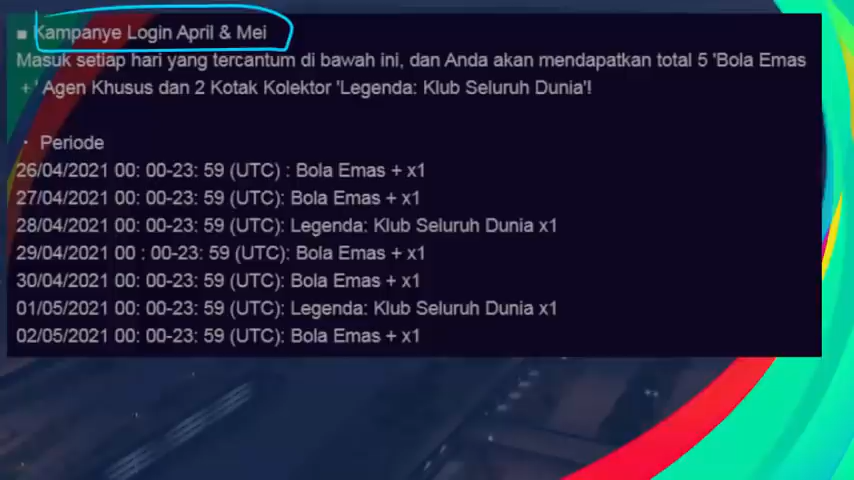 ■ Kampanye Login April & Mei
Masuk setiap hari yang tercantum di bawah ini, dan Anda akan mendapatkan total 5 'Bola Emas
+' Agen Khusus dan 2 Kotak Kolektor 'Legenda: Klub Seluruh Dunia'!
・ Periode
26/04/2021 00: 00-23: 59 (UTC) : Bola Emas + x1
27/04/2021 00: 00-23: 59 (UTC): Bola Emas + x1
28/04/2021 00: 00-23: 59 (UTC): Legenda: Klub Seluruh Dunia x1
29/04/2021 00 : 00-23: 59 (UTC): Bola Emas + x1
30/04/2021 00: 00-23: 59 (UTC): Bola Emas + x1
01/05/2021 00: 00-23: 59 (UTC): Legenda: Klub Seluruh Dunia x1
02/05/2021 00: 00-23: 59 (UTC): Bola Emas + x1